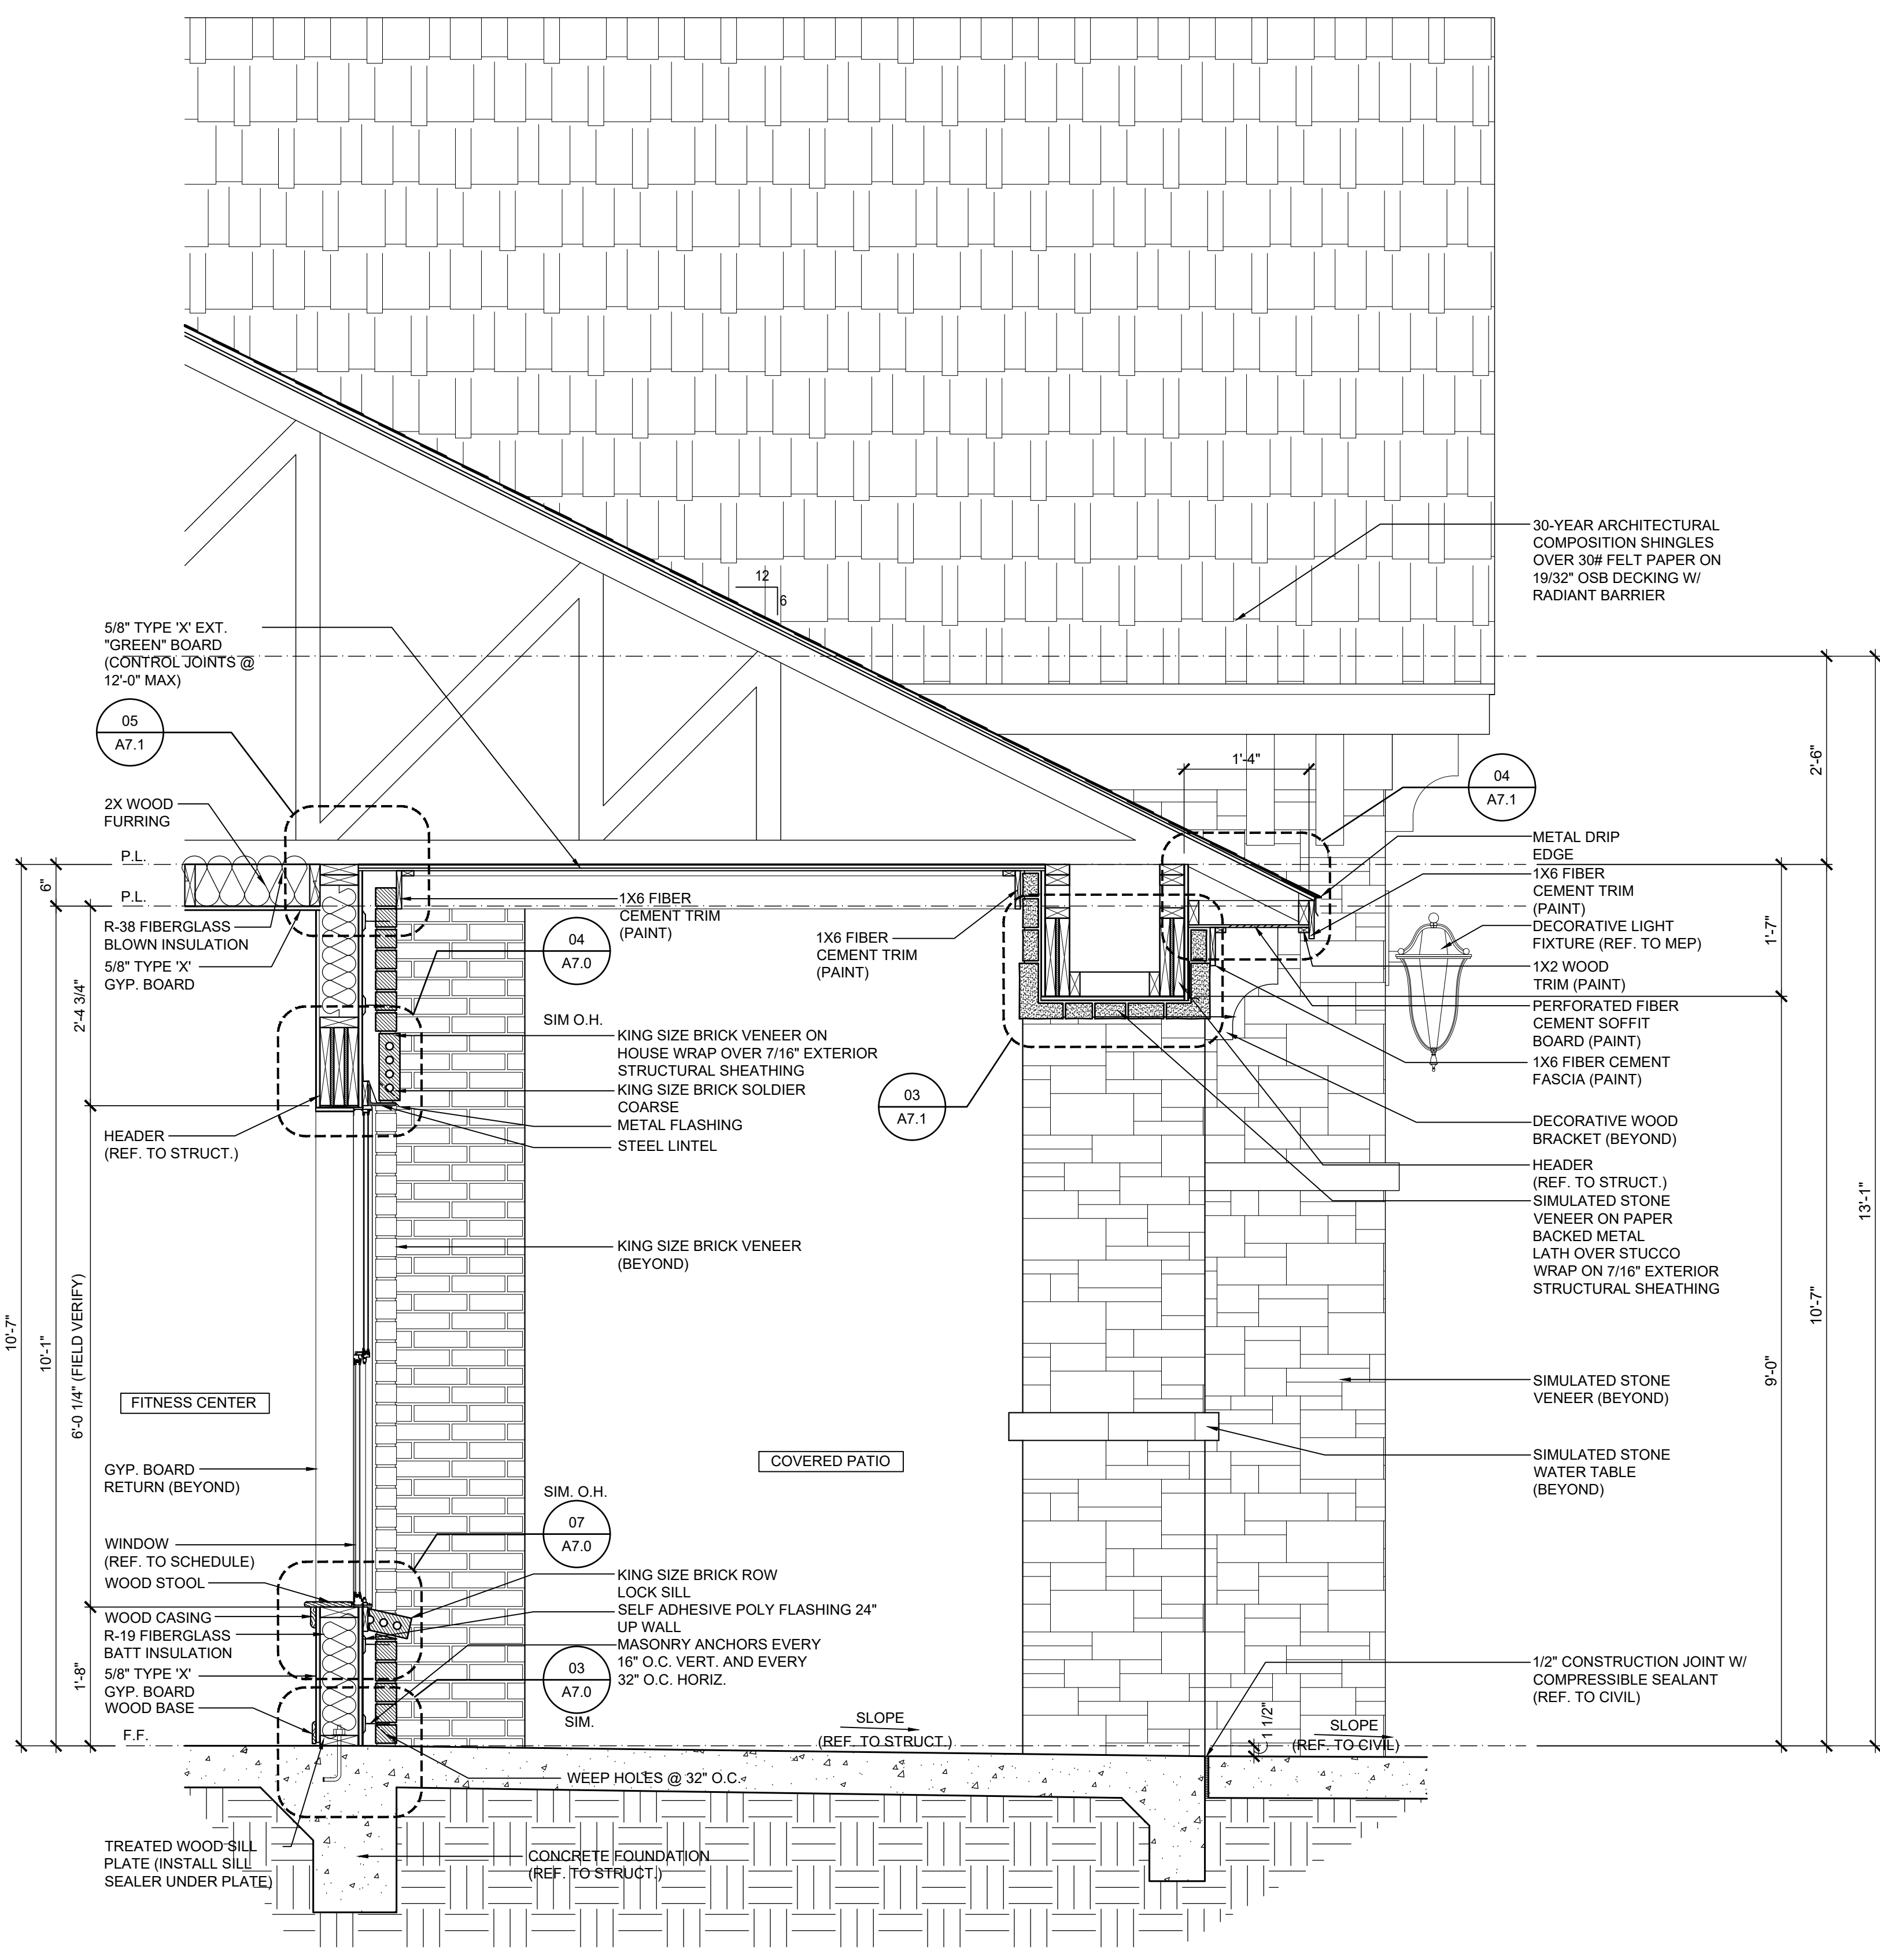 30-YEAR ARCHITECTURAL
COMPOSITION SHINGLES
OVER 30# FELT PAPER ON
19/32" OSB DECKING W/
RADIANT BARRIER
12
6
5/8" TYPE 'X' EXT.
"GREEN" BOARD
(CONTROL JOINTS @
12'-0" MAX)
05
A7.1
2X WOOD
FURRING
P.L.
P.L.
R-38 FIBERGLASS
BLOWN INSULATION
5/8" TYPE 'X'
GYP. BOARD
HEADER
(REF. TO STRUCT.)
10'-7"
10'-1"
6"
2'-4 3/4"
6'-0 1/4" (FIELD VERIFY)
1'-8"
FITNESS CENTER
GYP. BOARD
RETURN (BEYOND)
WINDOW
(REF. TO SCHEDULE)
WOOD STOOL
WOOD CASING
R-19 FIBERGLASS
BATT INSULATION
5/8" TYPE 'X'
GYP. BOARD
WOOD BASE
F.F.
TREATED WOOD SILL
PLATE (INSTALL SILL
SEALER UNDER PLATE)
1X6 FIBER
CEMENT TRIM
(PAINT)
04
A7.0
SIM O.H.
1X6 FIBER
CEMENT TRIM
(PAINT)
KING SIZE BRICK VENEER ON
HOUSE WRAP OVER 7/16" EXTERIOR
STRUCTURAL SHEATHING
KING SIZE BRICK SOLDIER
COARSE
METAL FLASHING
STEEL LINTEL
03
A7.1
KING SIZE BRICK VENEER
(BEYOND)
COVERED PATIO
SIM. O.H.
07
A7.0
KING SIZE BRICK ROW
LOCK SILL
SELF ADHESIVE POLY FLASHING 24"
UP WALL
MASONRY ANCHORS EVERY
16" O.C. VERT. AND EVERY
32" O.C. HORIZ.
03
A7.0
SIM.
SLOPE
(REF. TO STRUCT.)
WEEP HOLES @ 32" O.C.
CONCRETE FOUNDATION
(REF. TO STRUCT.)
1'-4"
04
A7.1
METAL DRIP
EDGE
1X6 FIBER
CEMENT TRIM
(PAINT)
DECORATIVE LIGHT
FIXTURE (REF. TO MEP)
1X2 WOOD
TRIM (PAINT)
PERFORATED FIBER
CEMENT SOFFIT
BOARD (PAINT)
1X6 FIBER CEMENT
FASCIA (PAINT)
DECORATIVE WOOD
BRACKET (BEYOND)
HEADER
(REF. TO STRUCT.)
SIMULATED STONE
VENEER ON PAPER
BACKED METAL
LATH OVER STUCCO
WRAP ON 7/16" EXTERIOR
STRUCTURAL SHEATHING
SIMULATED STONE
VENEER (BEYOND)
SIMULATED STONE
WATER TABLE
(BEYOND)
1/2" CONSTRUCTION JOINT W/
COMPRESSIBLE SEALANT
(REF. TO CIVIL)
1 1/2"
SLOPE
(REF. TO CIVIL)
2'-6"
1'-7"
9'-0"
10'-7"
13'-1"